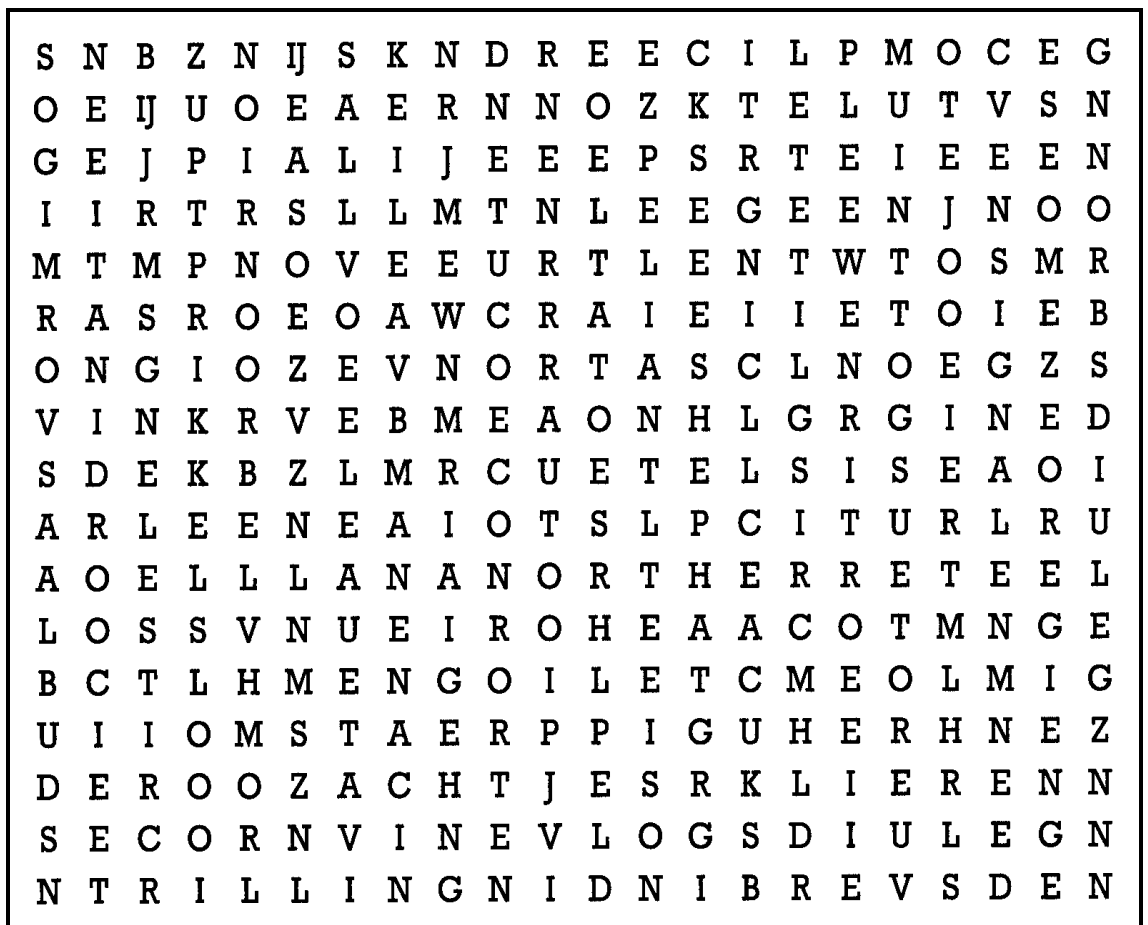 S N B Z N IJ S K N D R E E C I L P M O C E G
O E IJ U O E A E R N N O Z K T E L U T V S N
G E J P I A L I J E E E P S R T E I E E E N
I I R T R S L L M T N L E E G E E N J N O O
M T M P N O V E E U R T L E N T W T O S M R
R A S R O E O A W C R A I E I I E T O I E B
O N G I O Z E V N O R T A S C L N O E G Z S
V I N K R V E B M E A O N H L G R G I N E D
S D E K B Z L M R C U E T E L S I S E A O I
A R L E E N E A I O T S L P C I T U R L R U
A O E L L L A N A N O R T H E R R E T E E L
L O S S V N U E I R O H E A A C O T M N G E
B C T L H M E N G O I L E T C M E O L M I G
U I I O M S T A E R P P I G U H E R H N E Z
D E R O O Z A C H T J E S R K L I E R E N N
S E C O R N V I N E V L O G S D I U L E G N
N T R I L L I N G N I D N I B R E V S D E N